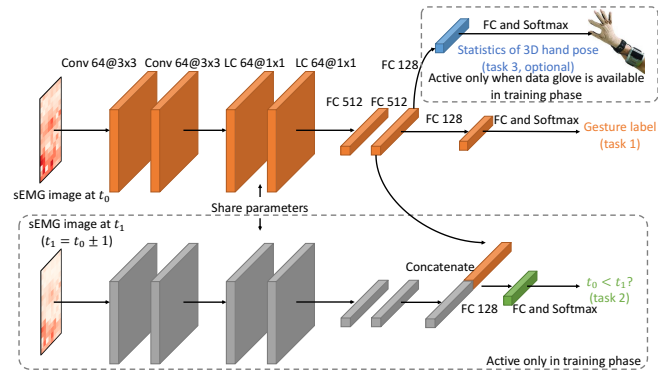 FC and Softmax
Statistics of 3D hand pose
(task 3, optional)
Active only when data glove is available
in training phase
Conv 64@3x3 Conv 64@3x3 LC 64@1x1 LC 64@1x1
FC 128
FC 512 FC 512
FC 128
FC and Softmax
Gesture label
(task 1)
sEMG image at t₀
Share parameters
sEMG image at t₁
(t₁ = t₀ ± 1)
Concatenate
FC 128
FC and Softmax
t₀ < t₁?
(task 2)
Active only in training phase